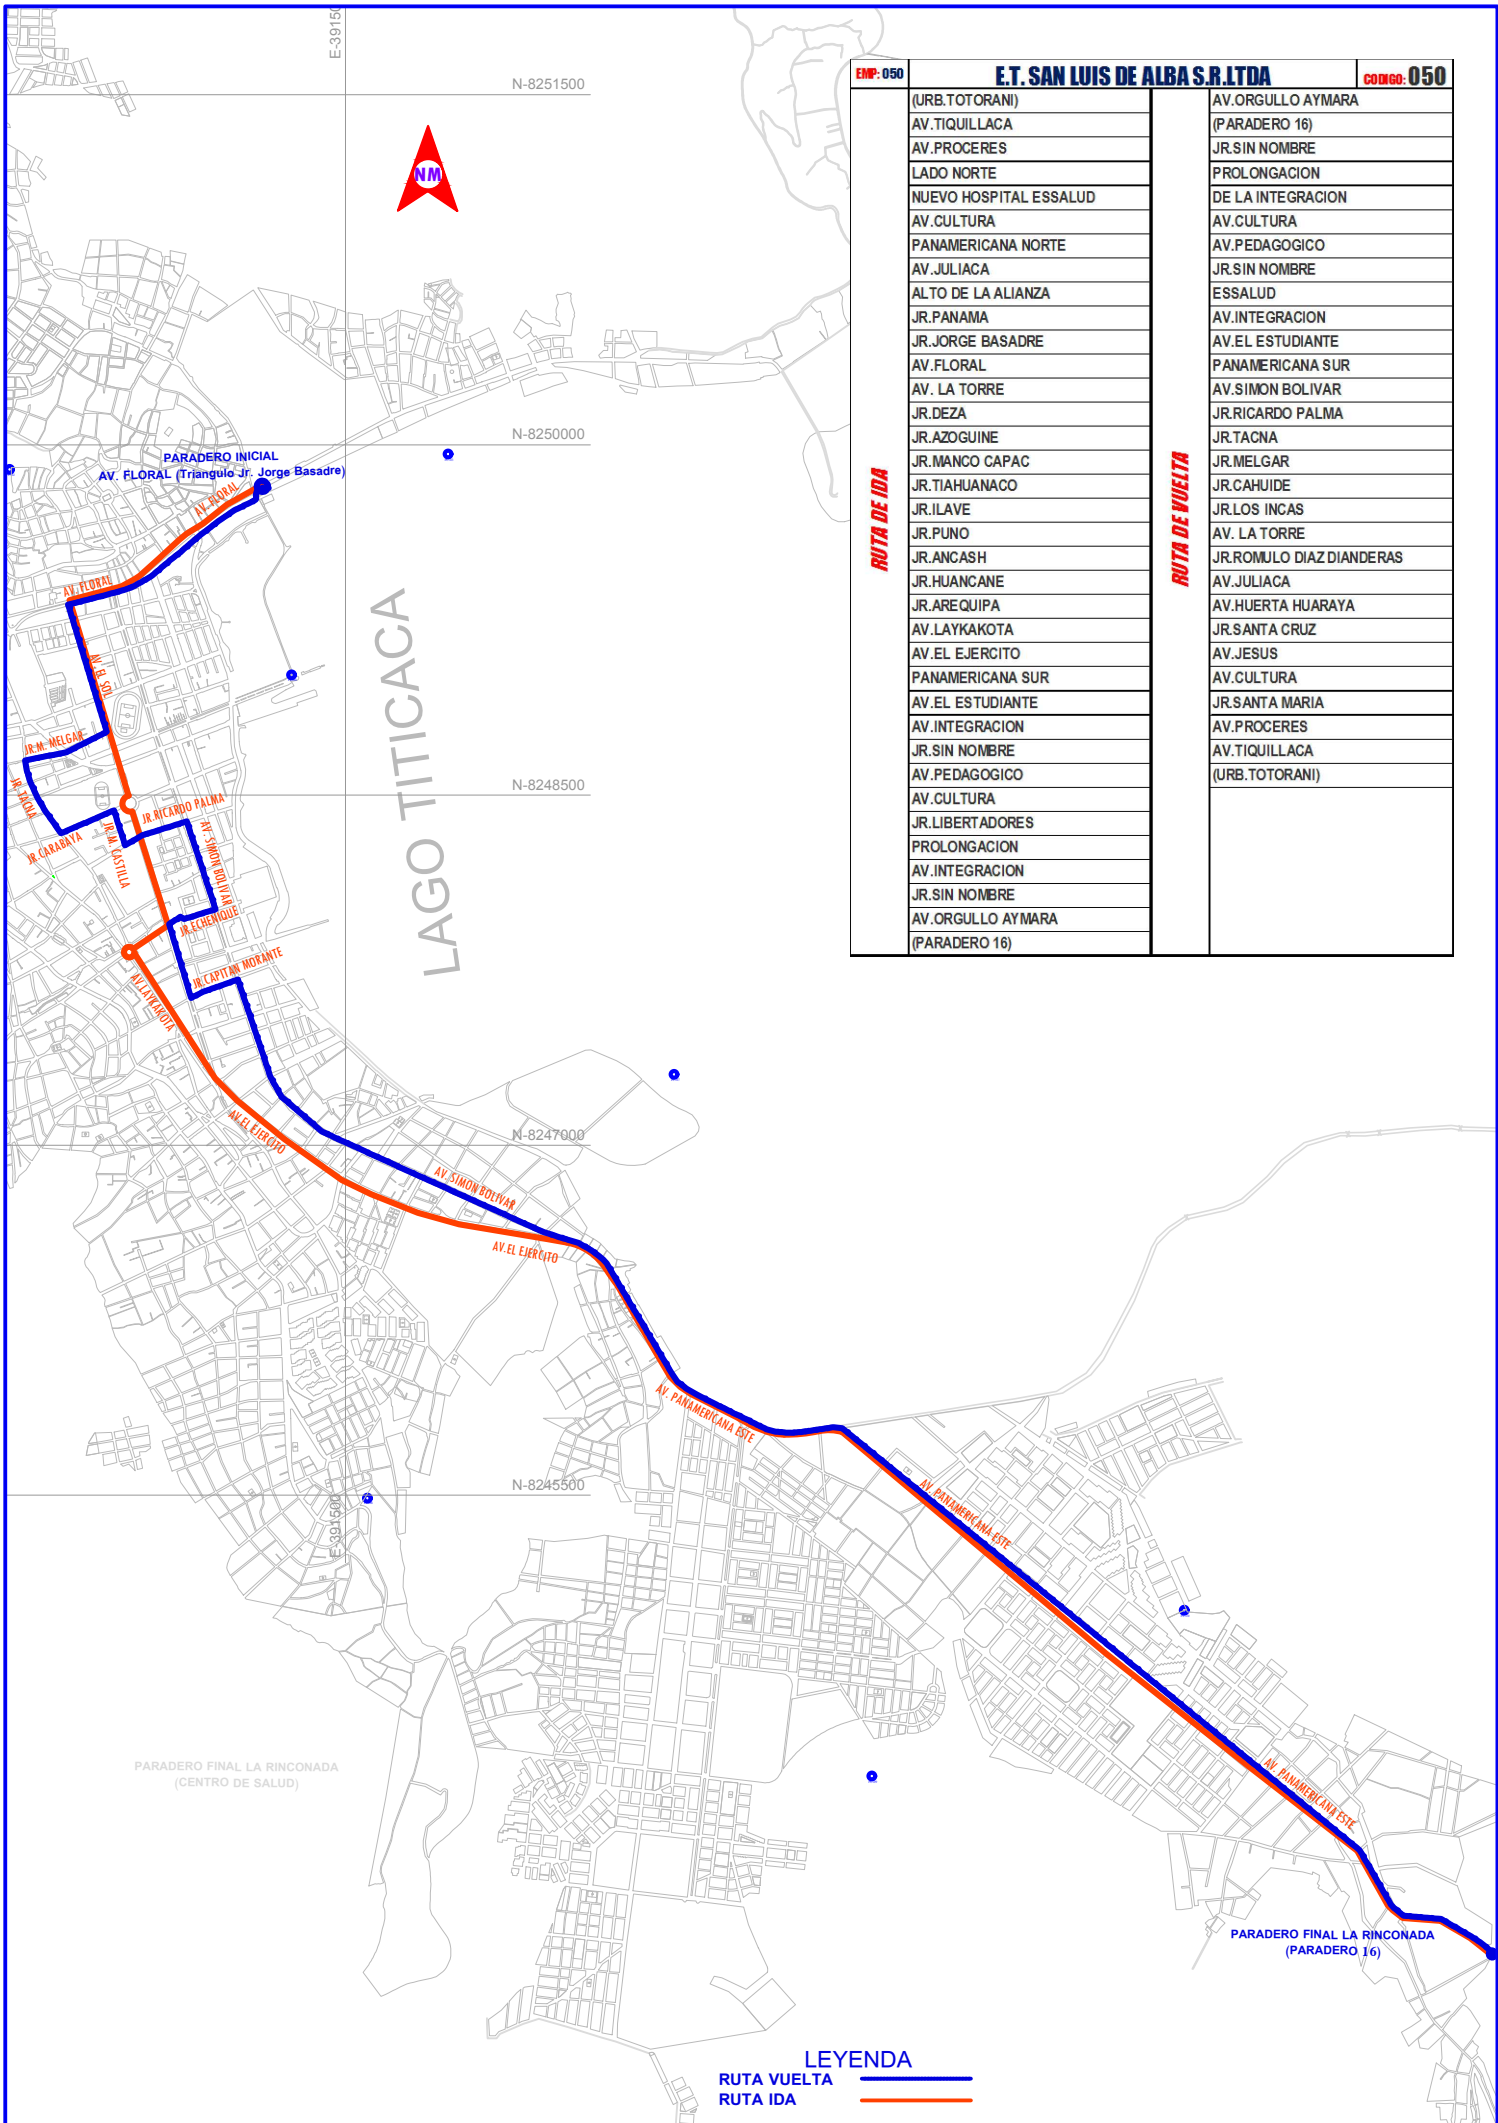 E-39150
N-8251500
NM
EMP: 050
E.T. SAN LUIS DE ALBA S.R.LTDA
CODIGO: 050
RUTA DE IDA
(URB.TOTORANI)
AV.TIQUILLACA
AV.PROCERES
LADO NORTE
NUEVO HOSPITAL ESSALUD
AV.CULTURA
PANAMERICANA NORTE
AV.JULIACA
ALTO DE LA ALIANZA
JR.PANAMA
JR.JORGE BASADRE
AV.FLORAL
AV. LA TORRE
JR.DEZA
JR.AZOGUINE
JR.MANCO CAPAC
JR.TIAHUANACO
JR.ILAVE
JR.PUNO
JR.ANCASH
JR.HUANCANE
JR.AREQUIPA
AV.LAYKAKOTA
AV.EL EJERCITO
PANAMERICANA SUR
AV.EL ESTUDIANTE
AV.INTEGRACION
JR.SIN NOMBRE
AV.PEDAGOGICO
AV.CULTURA
JR.LIBERTADORES
PROLONGACION
AV.INTEGRACION
JR.SIN NOMBRE
AV.ORGULLO AYMARA
(PARADERO 16)
RUTA DE VUELTA
AV.ORGULLO AYMARA
(PARADERO 16)
JR.SIN NOMBRE
PROLONGACION
DE LA INTEGRACION
AV.CULTURA
AV.PEDAGOGICO
JR.SIN NOMBRE
ESSALUD
AV.INTEGRACION
AV.EL ESTUDIANTE
PANAMERICANA SUR
AV.SIMON BOLIVAR
JR.RICARDO PALMA
JR.TACNA
JR.MELGAR
JR.CAHUIDE
JR.LOS INCAS
AV. LA TORRE
JR.ROMULO DIAZ DIANDERAS
AV.JULIACA
AV.HUERTA HUARAYA
JR.SANTA CRUZ
AV.JESUS
AV.CULTURA
JR.SANTA MARIA
AV.PROCERES
AV.TIQUILLACA
(URB.TOTORANI)
N-8250000
PARADERO INICIAL
AV. FLORAL (Triangulo Jr. Jorge Basadre)
AV. FLORAL
AV. FLORAL
AV. EL SOL
LAGO TITICACA
JR.M. MELGAR
JR. TACNA
N-8248500
JR.RICARDO PALMA
JR.CARABAYA
JR.M. CASTILLA
AV. SIMON BOLIVAR
JR.ECHENIQUE
JR.CAPITAN MORANTE
AV.LAYKAKOTA
AV.EL EJERCITO
N-8247000
AV. SIMON BOLIVAR
AV.EL EJERCITO
AV. PANAMERICANA ESTE
N-8245500
E-391500
AV. PANAMERICANA ESTE
AV. PANAMERICANA ESTE
PARADERO FINAL LA RINCONADA
(CENTRO DE SALUD)
PARADERO FINAL LA RINCONADA
(PARADERO 16)
LEYENDA
RUTA VUELTA
RUTA IDA